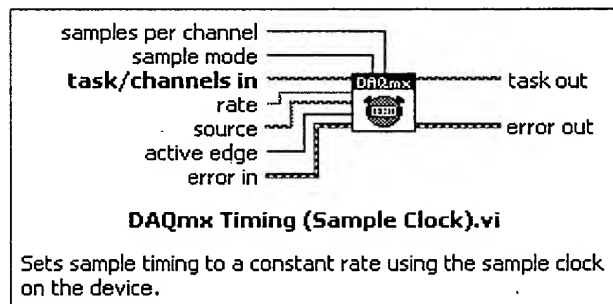 samples per channel
sample mode
task/channels in
rate
source
active edge
error in
DAQmx
task out
error out
DAQmx Timing (Sample Clock).vi
Sets sample timing to a constant rate using the sample clock
on the device.